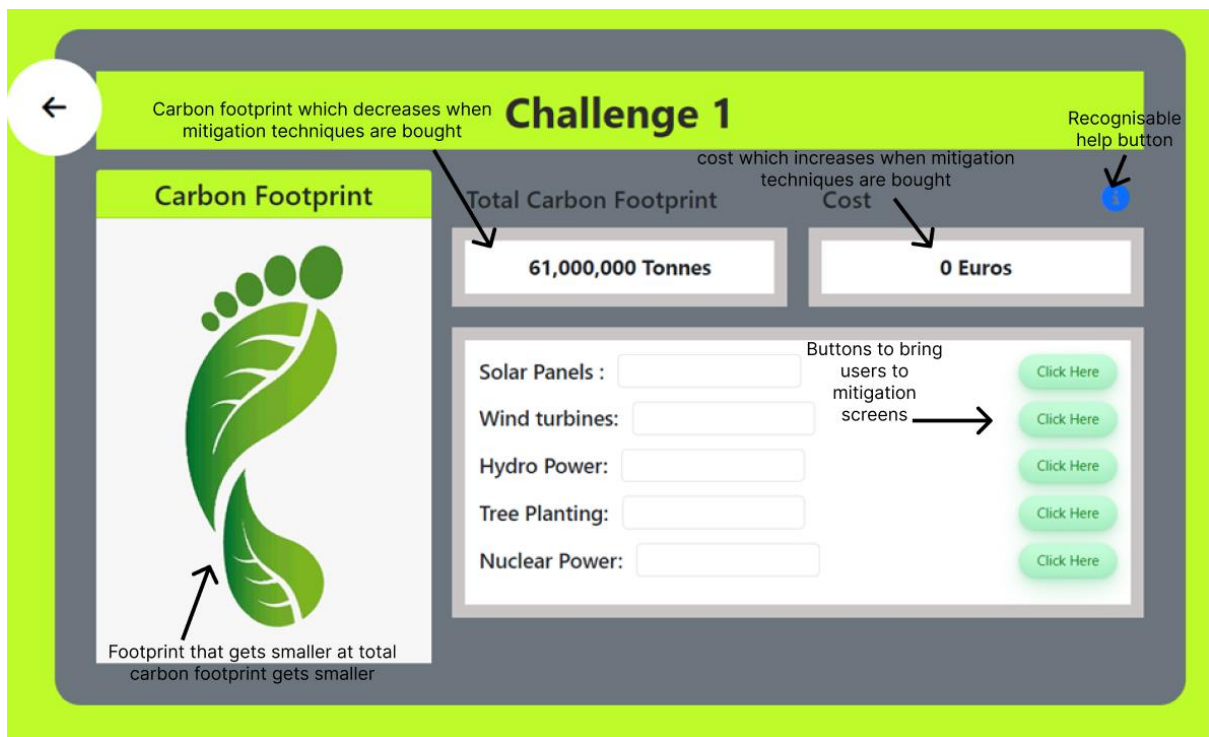 Challenge 1
Carbon footprint which decreases when
mitigation techniques are bought
cost which increases when mitigation
techniques are bought
Recognisable
help button
Carbon Footprint
Total Carbon Footprint
Cost
i
61,000,000 Tonnes
0 Euros
Buttons to bring
users to
mitigation
screens
Solar Panels :
Click Here
Wind turbines:
Click Here
Hydro Power:
Click Here
Tree Planting:
Click Here
Nuclear Power:
Click Here
Footprint that gets smaller at total
carbon footprint gets smaller